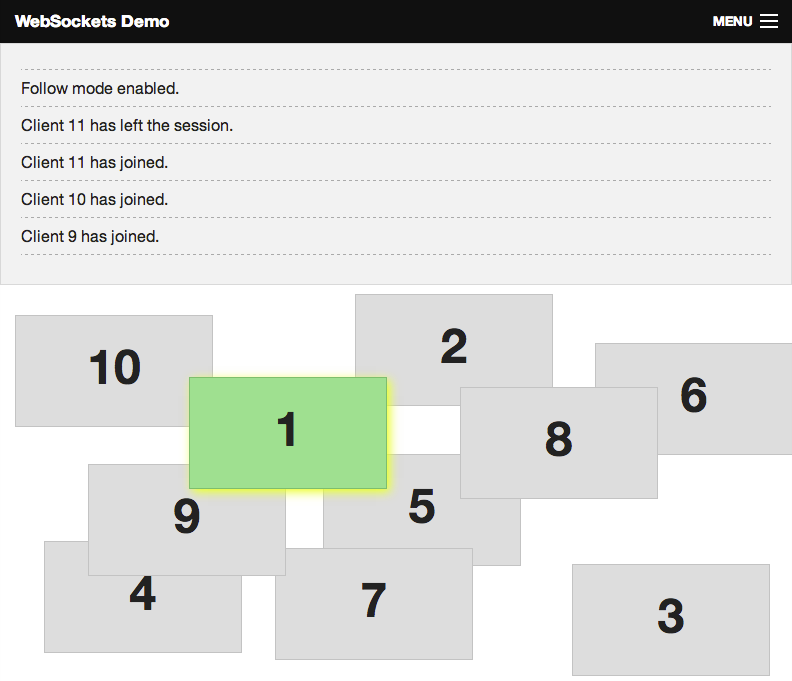 WebSockets Demo
MENU
Follow mode enabled.
Client 11 has left the session.
Client 11 has joined.
Client 10 has joined.
Client 9 has joined.
2
10
6
1
8
5
9
4
7
3